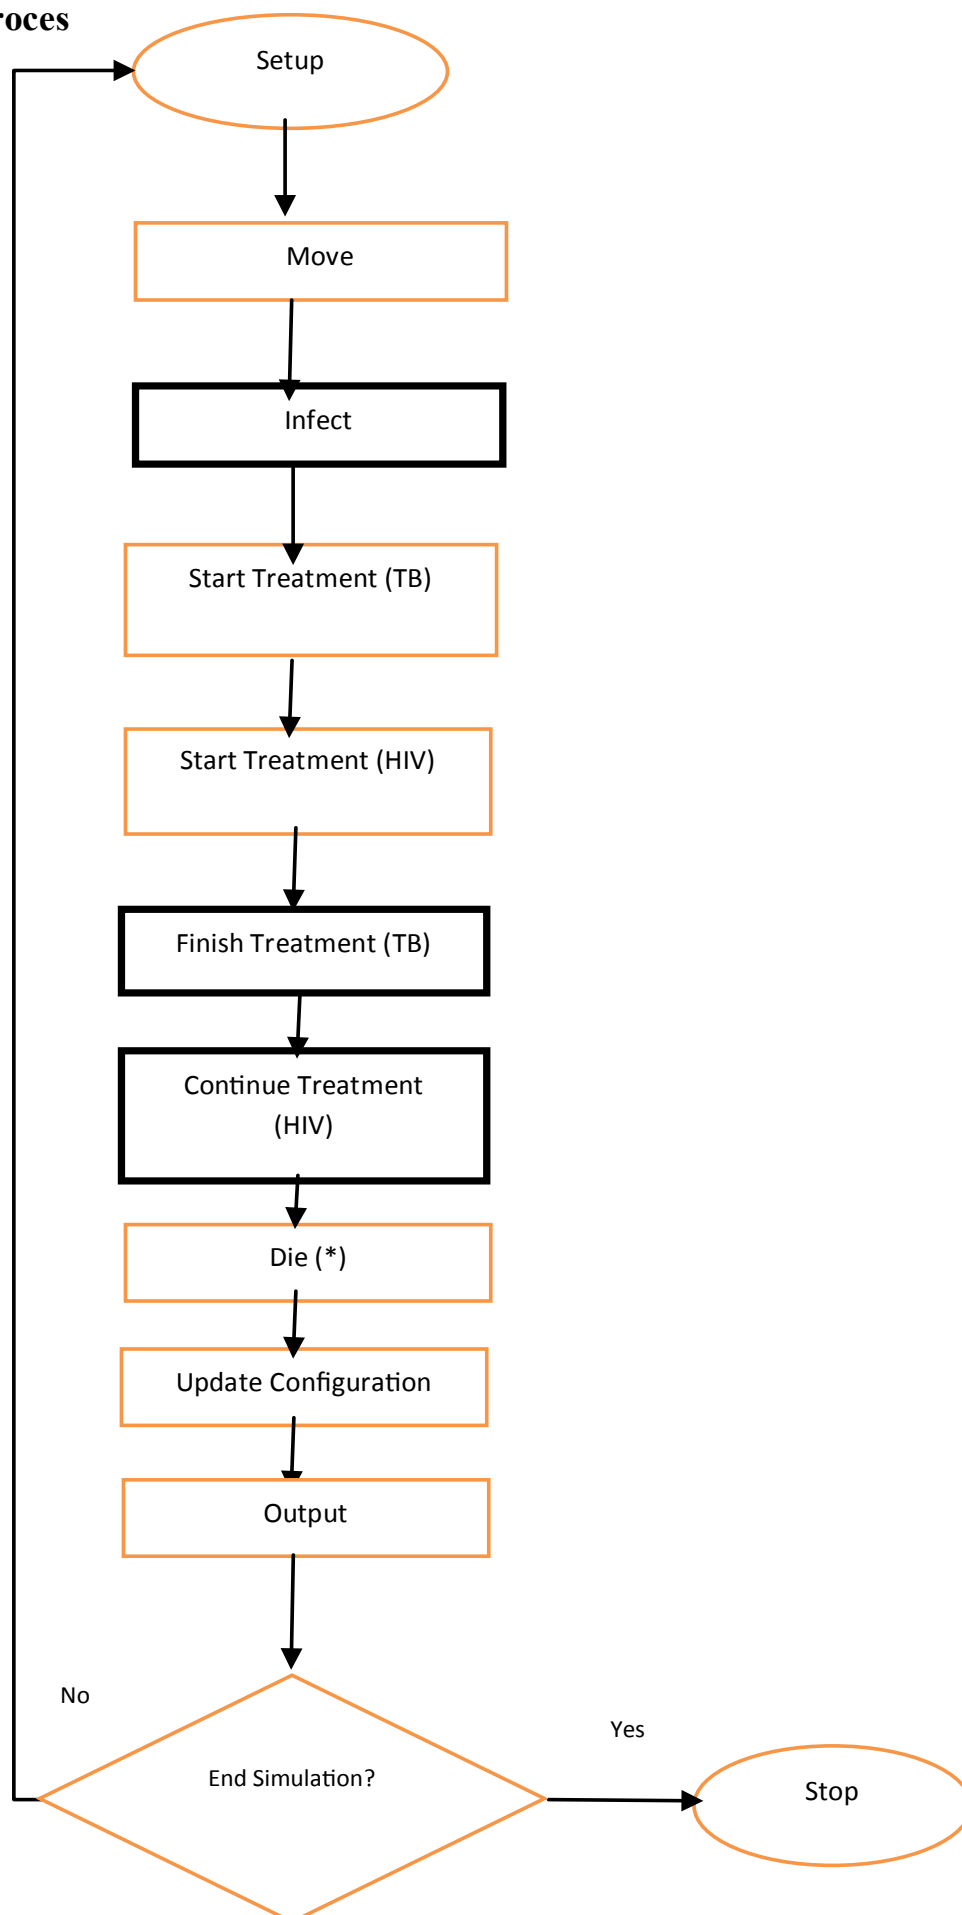 roces
Setup
Move
Infect
Start Treatment (TB)
Start Treatment (HIV)
Finish Treatment (TB)
Continue Treatment
(HIV)
Die (*)
Update Configuration
Output
No
Yes
End Simulation?
Stop